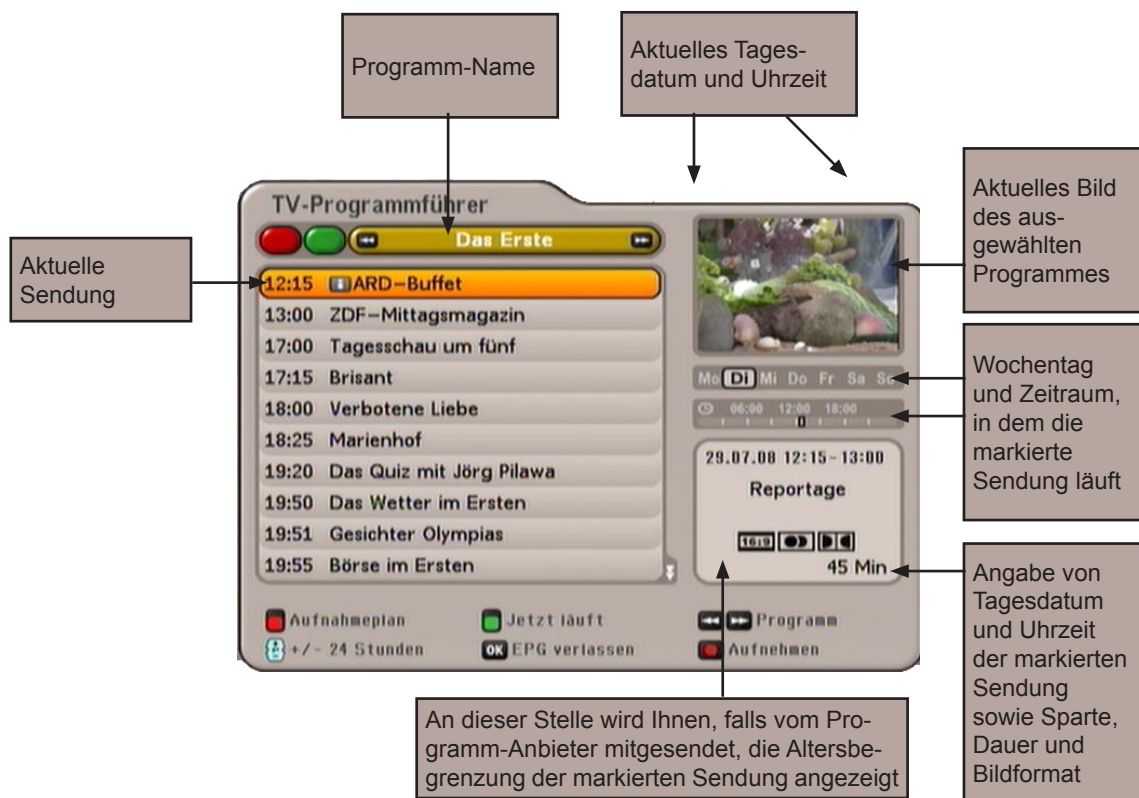 Programm-Name
Aktuelles Tages-
datum und Uhrzeit
Aktuelle
Sendung
TV-Programmführer
Das Erste
12:15 ARD-Buffet
13:00 ZDF-Mittagsmagazin
17:00 Tagesschau um fünf
17:15 Brisant
18:00 Verbotene Liebe
18:25 Marienhof
19:20 Das Quiz mit Jörg Pilawa
19:50 Das Wetter im Ersten
19:51 Gesichter Olympias
19:55 Börse im Ersten
Mo Di Mi Do Fr Sa So
06:00 12:00 18:00
29.07.08 12:15-13:00
Reportage
16:9
45 Min
Aufnahmeplan Jetzt läuft Programm
+/- 24 Stunden OK EPG verlassen Aufnehmen
Aktuelles Bild
des aus-
gewählten
Programmes
Wochentag
und Zeitraum,
in dem die
markierte
Sendung läuft
Angabe von
Tagesdatum
und Uhrzeit
der markierten
Sendung
sowie Sparte,
Dauer und
Bildformat
An dieser Stelle wird Ihnen, falls vom Pro-
gramm-Anbieter mitgesendet, die Altersbe-
grenzung der markierten Sendung angezeigt